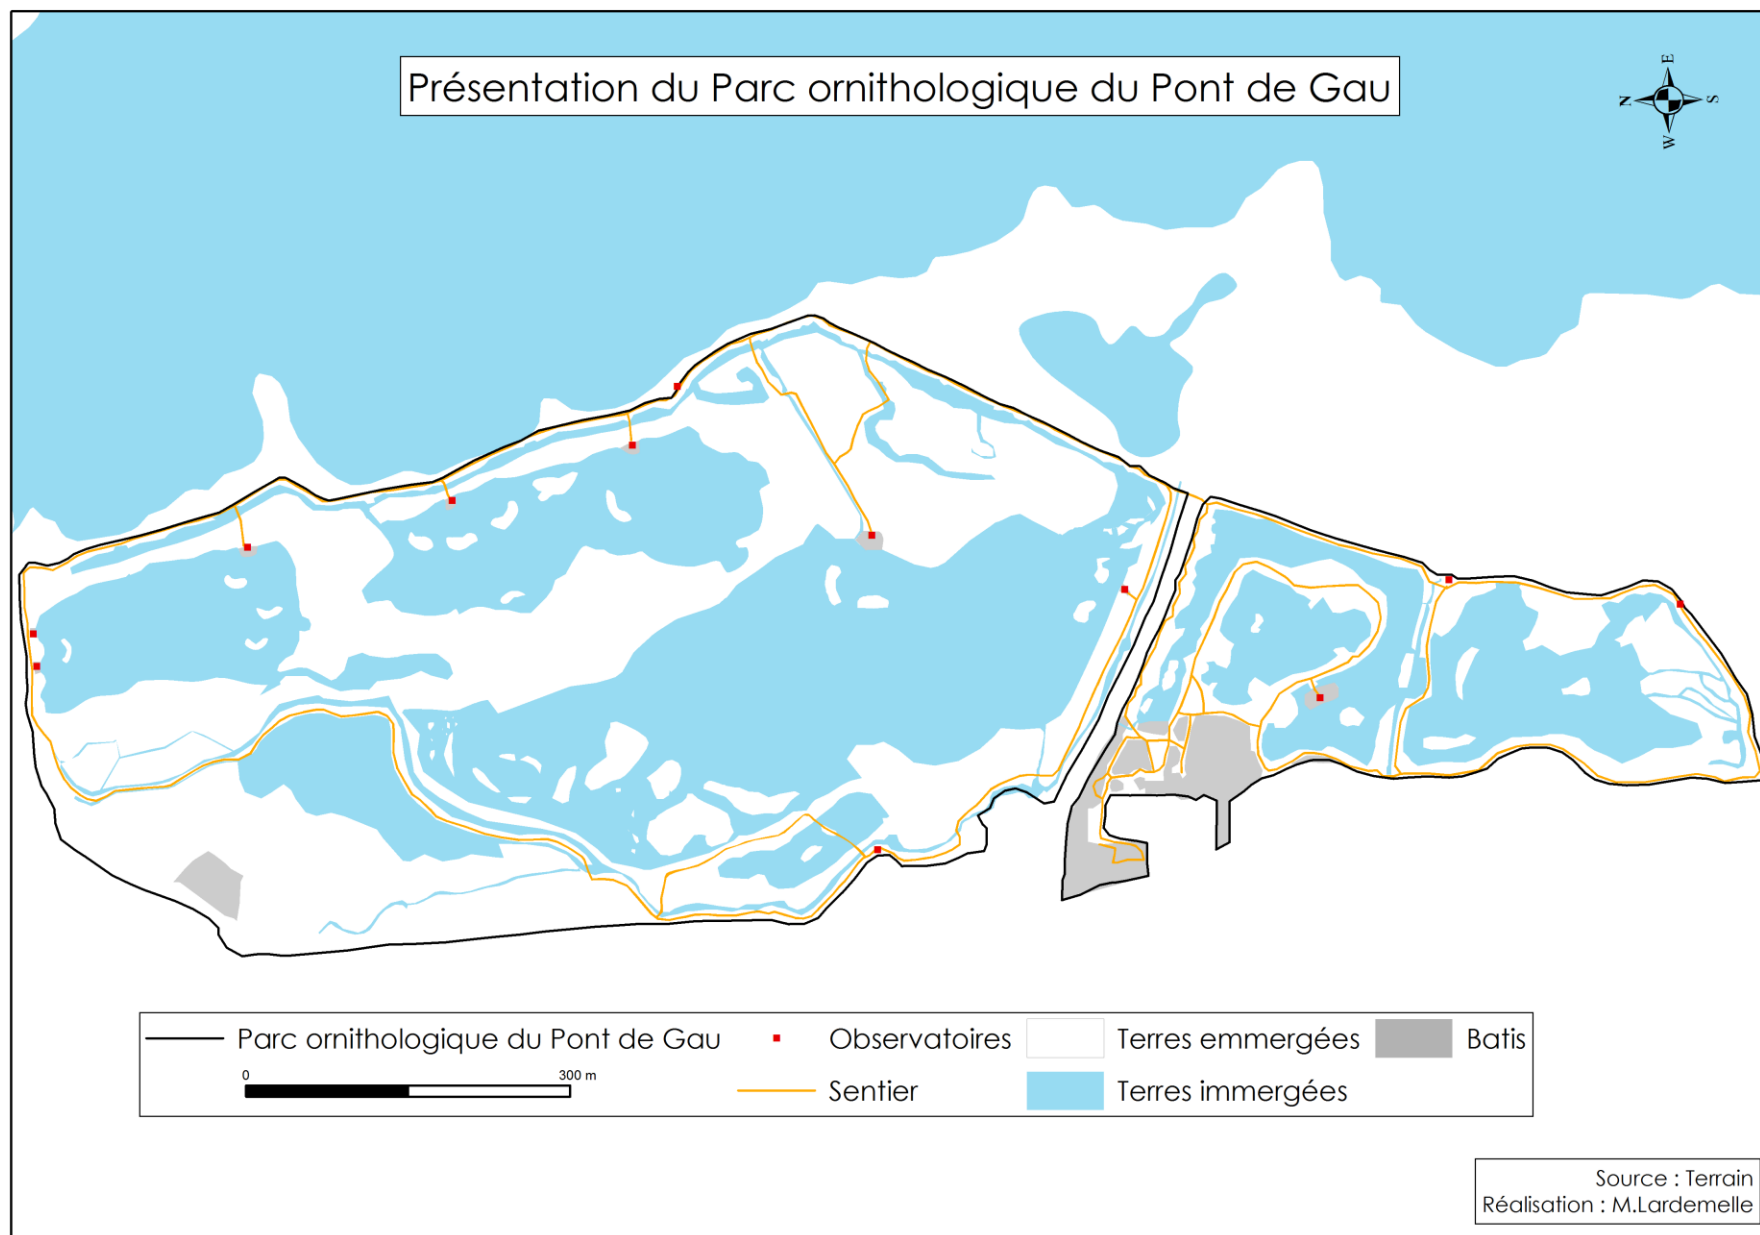 Présentation du Parc ornithologique du Pont de Gau
E
N
S
W
Parc ornithologique du Pont de Gau
Observatoires
Terres emmergées
Batis
0
300 m
Sentier
Terres immergées
Source : Terrain
Réalisation : M.Lardemelle